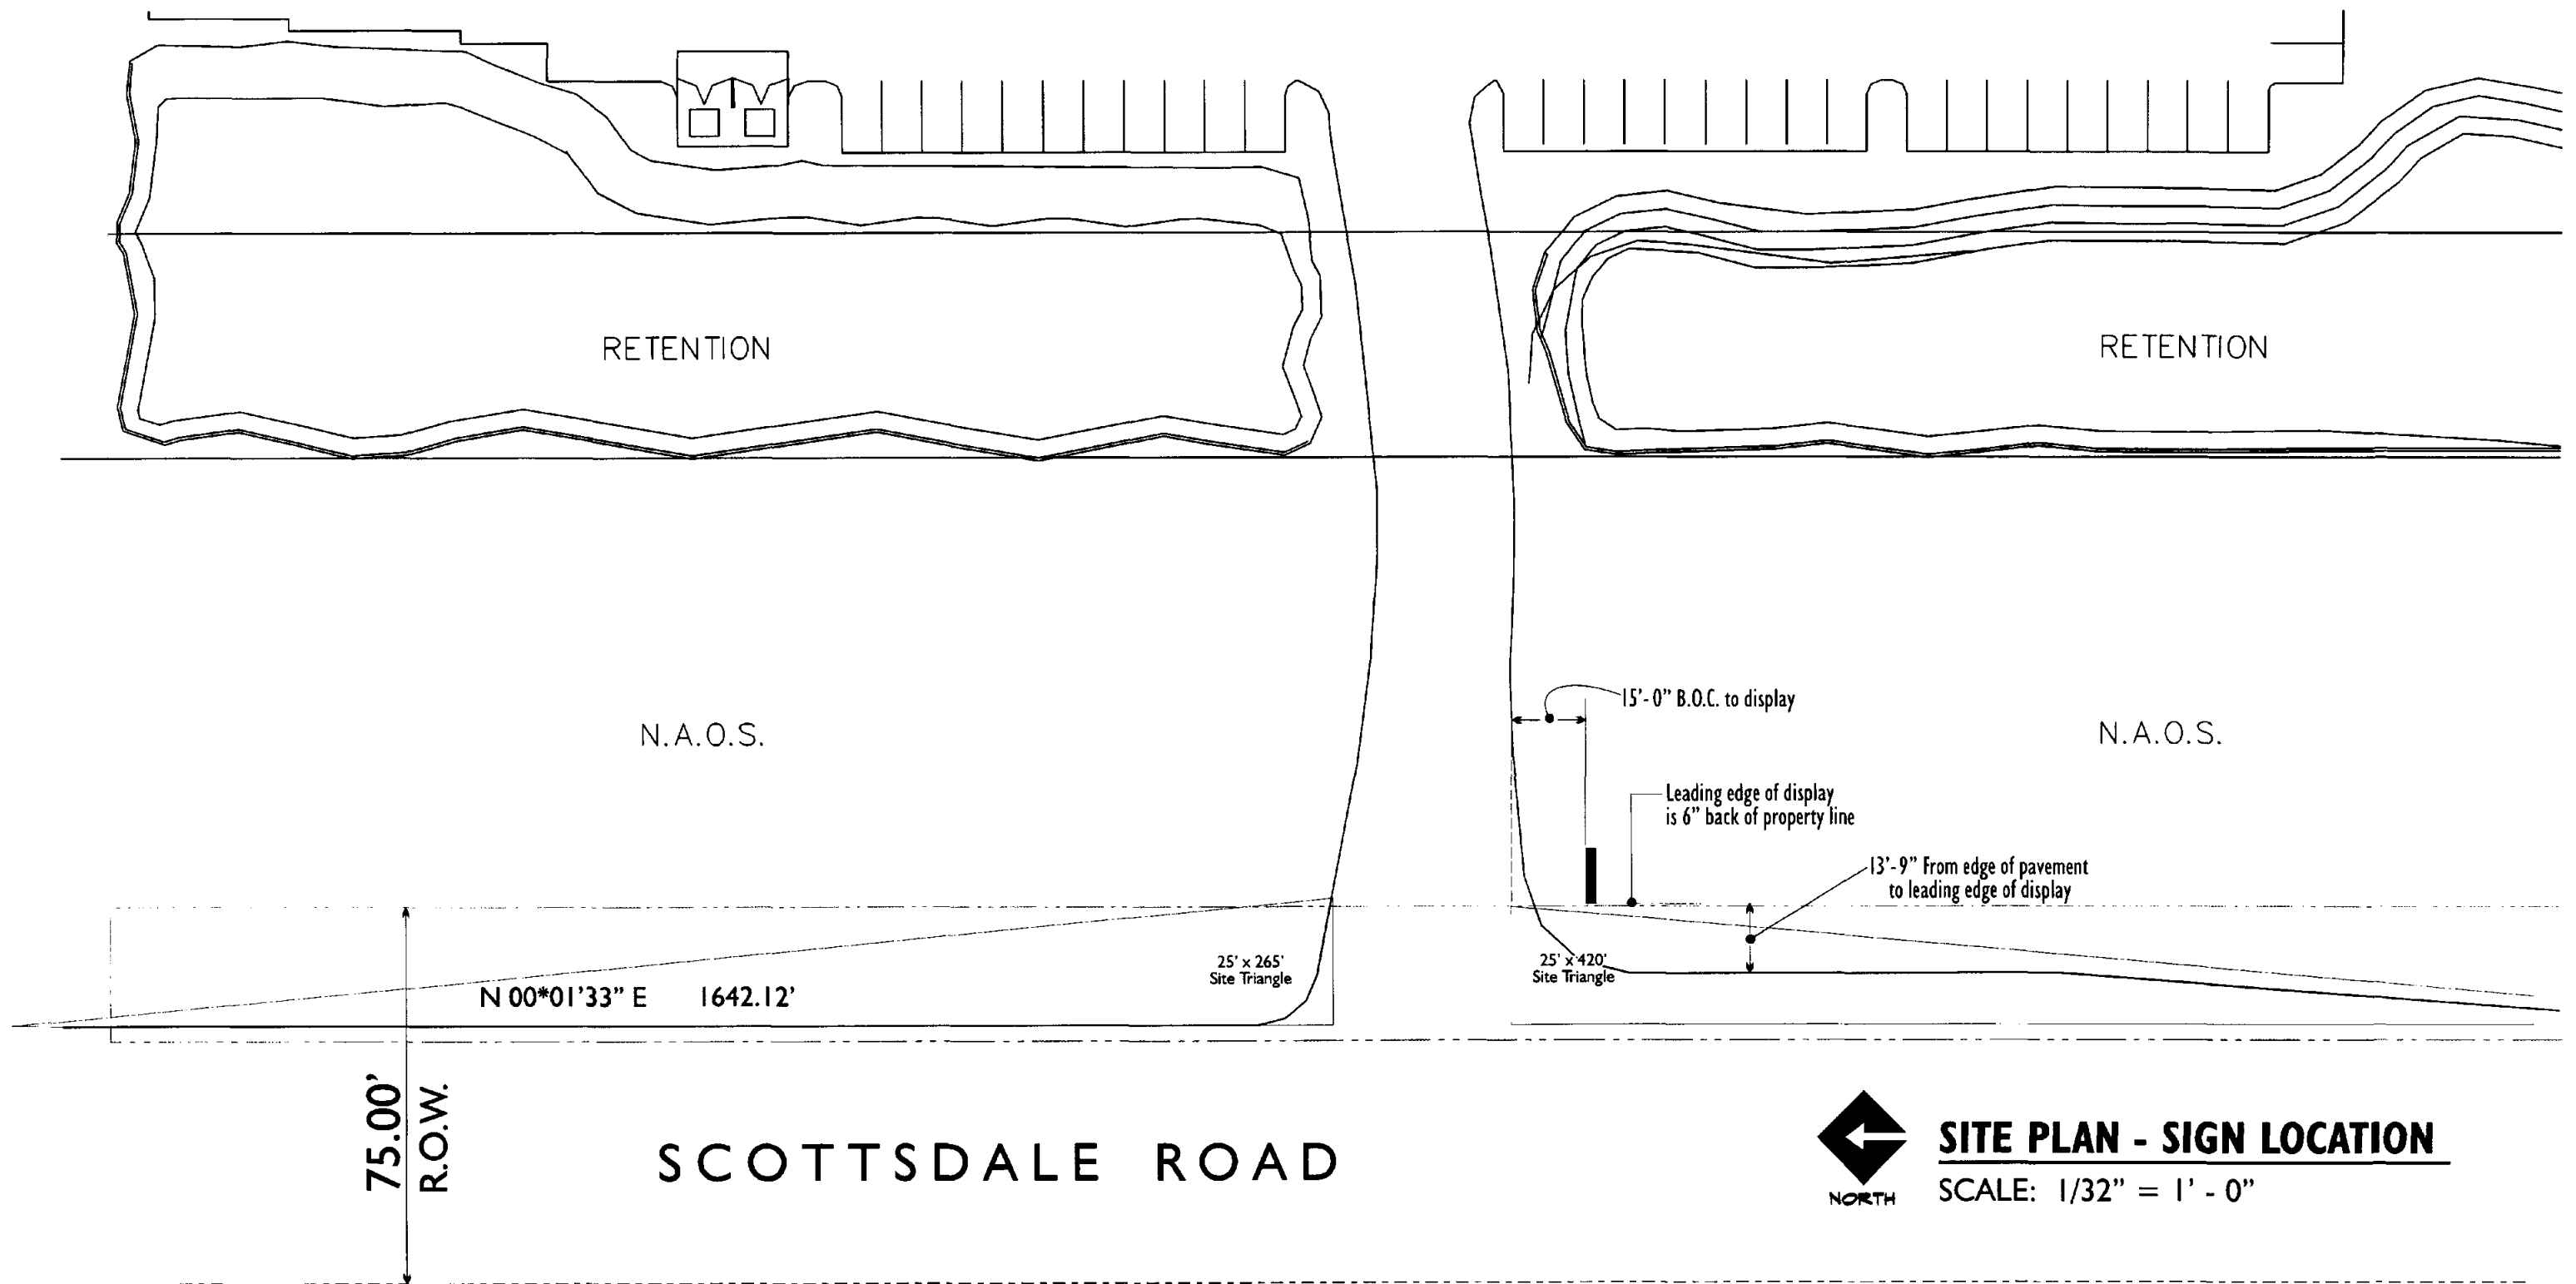 RETENTION
RETENTION
15'-0" B.O.C. to display
N.A.O.S.
N.A.O.S.
Leading edge of display
is 6" back of property line
13'-9" From edge of pavement
to leading edge of display
25' x 265'
Site Triangle
25' x 420'
Site Triangle
N 00*01'33" E 1642.12'
75.00'
R.O.W.
SCOTTSDALE ROAD
NORTH
SITE PLAN - SIGN LOCATION
SCALE: 1/32" = 1' - 0"